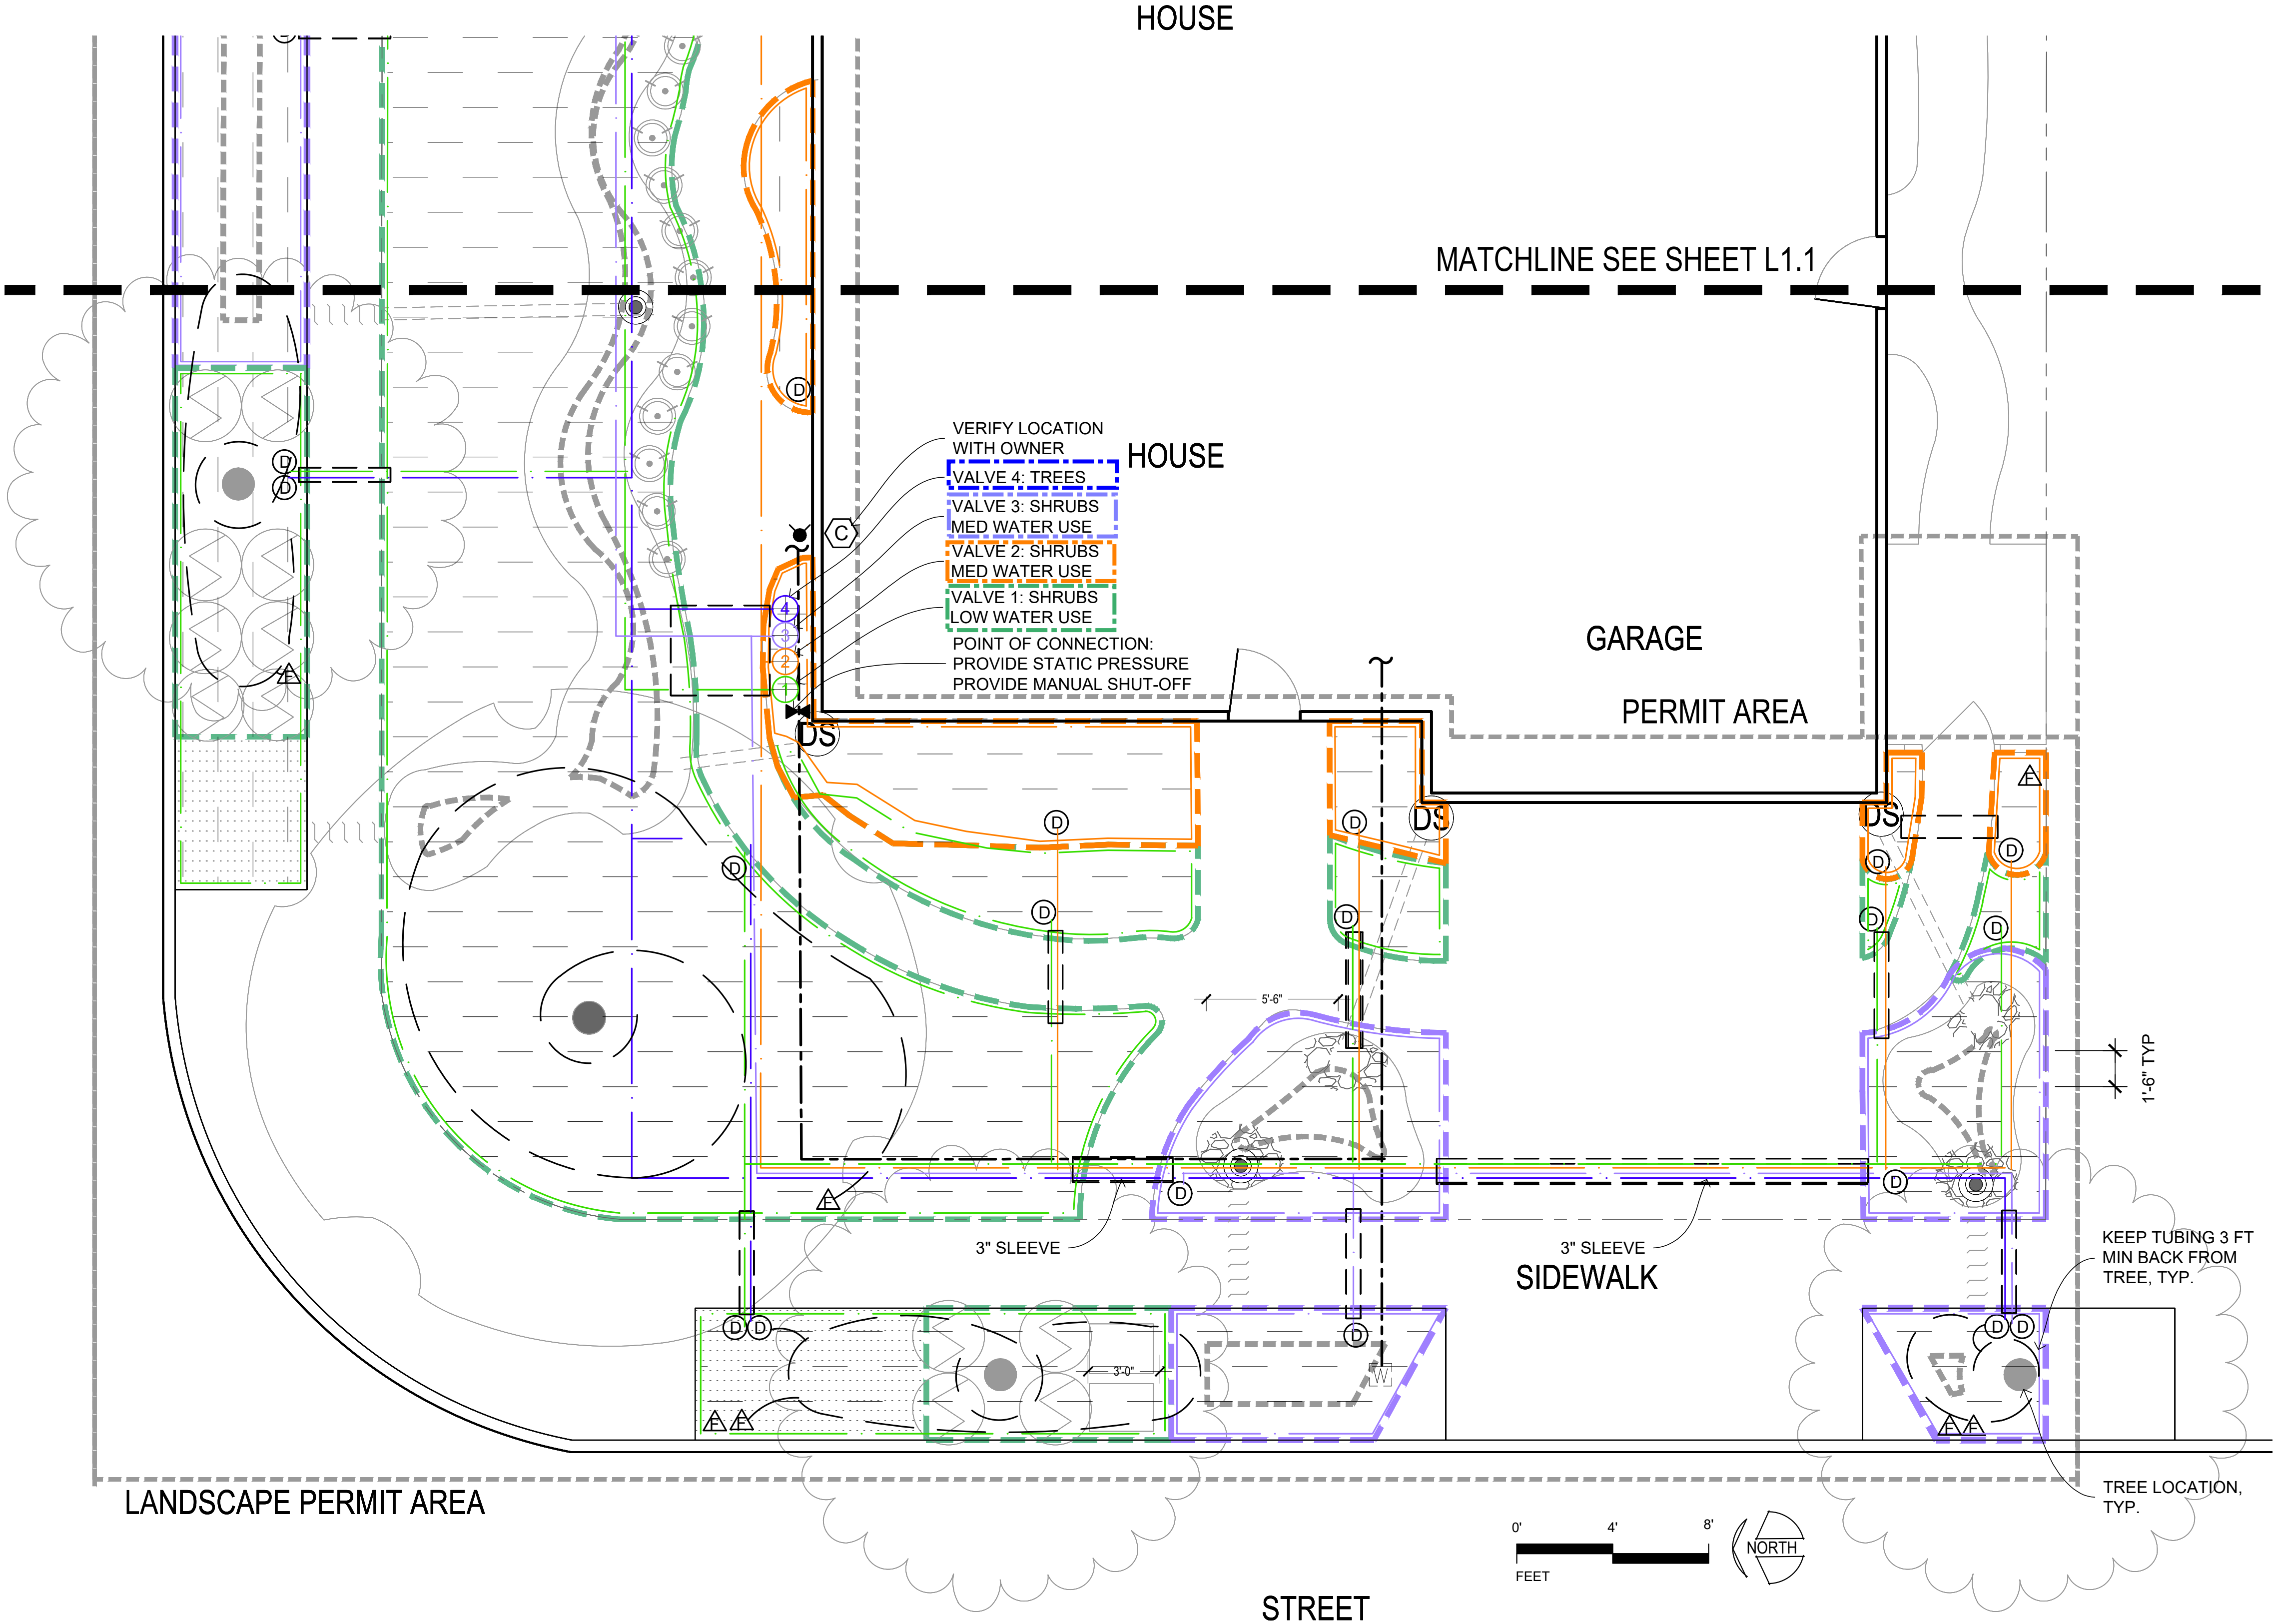 HOUSE
MATCHLINE SEE SHEET L1.1
D
D
VERIFY LOCATION
WITH OWNER
HOUSE
VALVE 4: TREES
VALVE 3: SHRUBS
MED WATER USE
VALVE 2: SHRUBS
MED WATER USE
VALVE 1: SHRUBS
LOW WATER USE
POINT OF CONNECTION:
PROVIDE STATIC PRESSURE
PROVIDE MANUAL SHUT-OFF
C
D
D
4
3
2
1
F
GARAGE
PERMIT AREA
DS
DS
DS
F
D
D
D
D
D
D
D
D
D
5'-6"
1'-6" TYP
D
D
F
3" SLEEVE
3" SLEEVE
SIDEWALK
KEEP TUBING 3 FT
MIN BACK FROM
TREE, TYP.
D
D
D
D
D
3'-0"
W
F
F
F
F
LANDSCAPE PERMIT AREA
TREE LOCATION,
TYP.
0'
4'
8'
FEET
NORTH
STREET